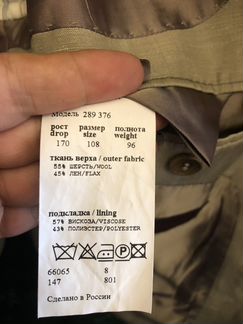 Модель 289 376
рост размер полнота
drop size weight
170 108 96
ткань верха / outer fabric
55% ШЕРСТЬ/WOOL
45% ЛЕН/FLAX
подкладка / lining
57% ВИСКОЗА/VISCOSE
43% ПОЛИЭСТЕР/POLYESTER
66065 8
147 801
Сделано в России